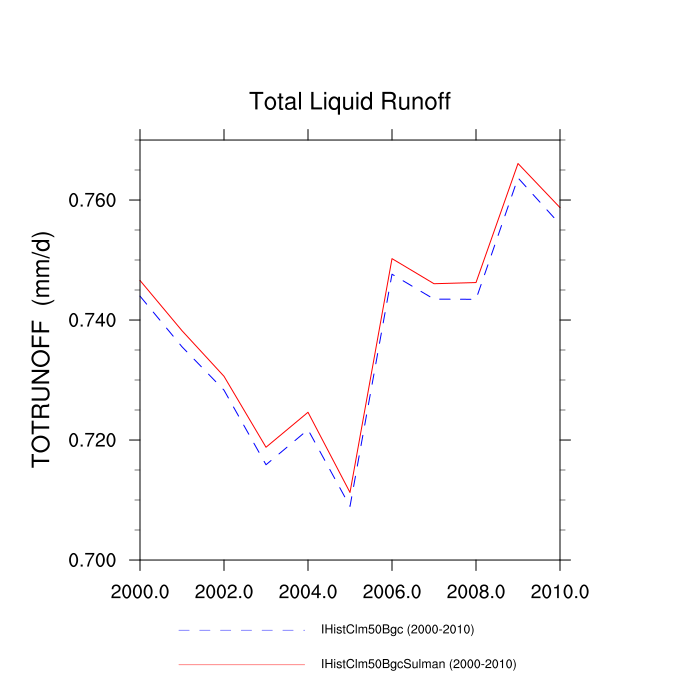 Total Liquid Runoff
TOTRUNOFF (mm/d)
0.760
0.740
0.720
0.700
2000.0 2002.0 2004.0 2006.0 2008.0 2010.0
IHistClm50Bgc (2000-2010)
IHistClm50BgcSulman (2000-2010)